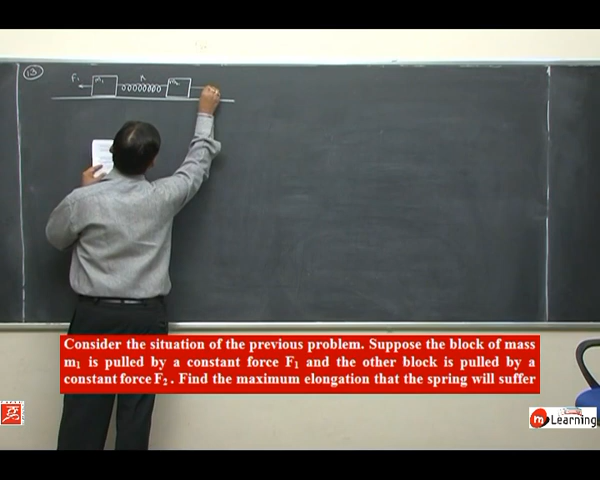 13
F₁ m₁ k m₂
Consider the situation of the previous problem. Suppose the block of mass
m₁ is pulled by a constant force F₁ and the other block is pulled by a
constant force F₂ . Find the maximum elongation that the spring will suffer
m Learning